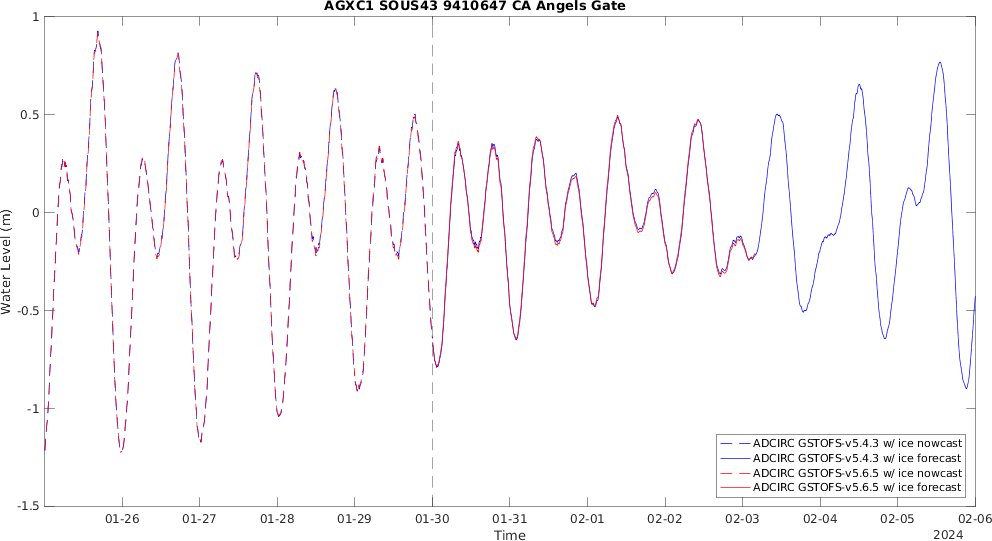 AGXC1 SOUS43 9410647 CA Angels Gate
1
0.5
0
-0.5
-1
-1.5
Water Level (m)
01-26 01-27 01-28 01-29 01-30 01-31 02-01 02-02 02-03 02-04 02-05 02-06
Time
2024
ADCIRC GSTOFS-v5.4.3 w/ ice nowcast
ADCIRC GSTOFS-v5.4.3 w/ ice forecast
ADCIRC GSTOFS-v5.6.5 w/ ice nowcast
ADCIRC GSTOFS-v5.6.5 w/ ice forecast